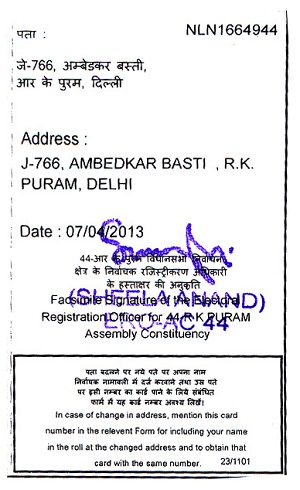 पता :
NLN1664944
जे-766, अम्बेडकर बस्ती,
आर के पुरम, दिल्ली
Address :
J-766, AMBEDKAR BASTI , R.K.
PURAM, DELHI
Date : 07/04/2013
44-आर के पुरम विधानसभा निर्वाचन
क्षेत्र के निर्वाचक रजिस्ट्रीकरण अधिकारी
के हस्ताक्षर की अनुकृति
(SHEELA ANAND)
Facsimile Signature of the Electoral
Registration Officer for 44-R K PURAM
ERO-AC 44
Assembly Constituency
पता बदलने पर नये पते पर अपना नाम
निर्वाचक नामावली में दर्ज करवाने तथा उस पते
पर इसी नम्बर का कार्ड पाने के लिये संबंधित
फार्म में यह कार्ड नम्बर अवश्य लिखें।
In case of change in address, mention this card
number in the relevent Form for including your name
in the roll at the changed address and to obtain that
card with the same number.
23/1101